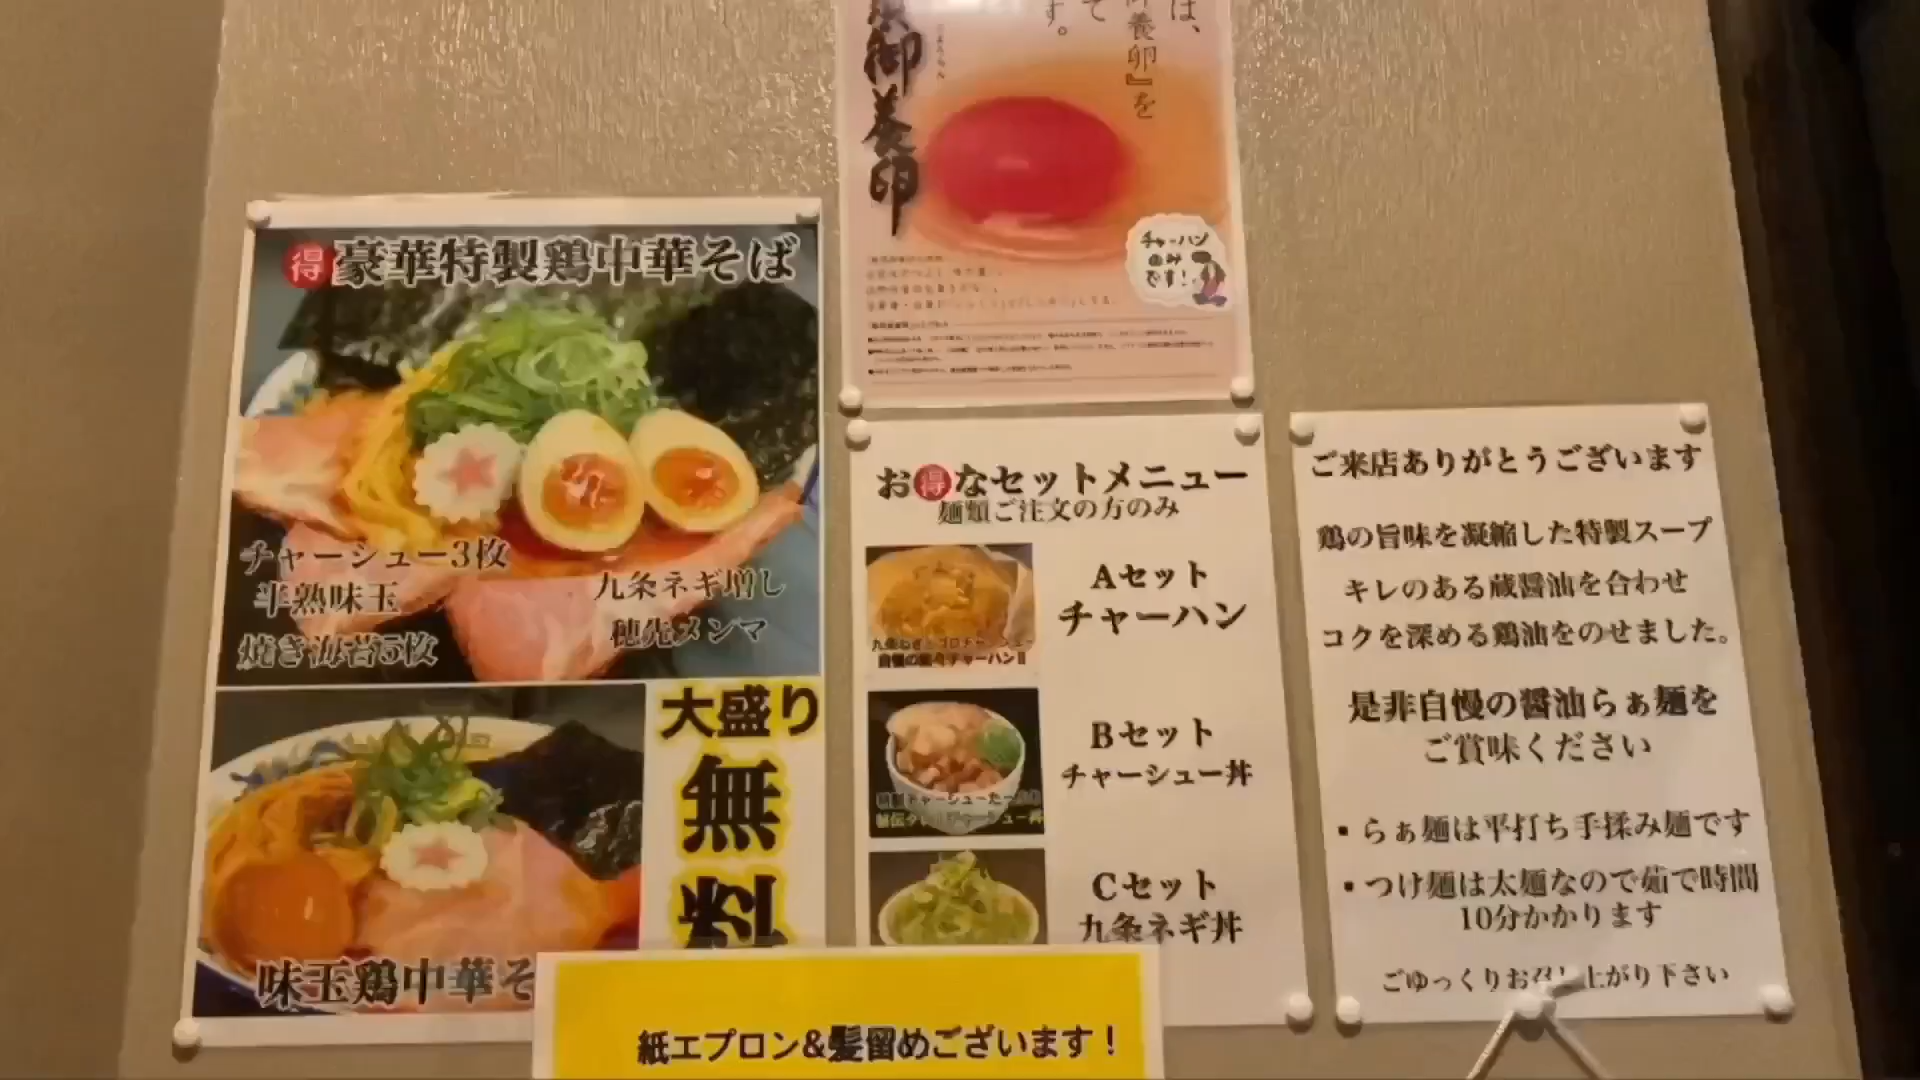 は、
養卵』を
て
す。
御養卵
チャーハン
のみ
です!
得 豪華特製鶏中華そば
チャーシュー3枚
半熟味玉
焼き海苔5枚
九条ネギ増し
穂先メンマ
大盛り
無料
味玉鶏中華そ
お得なセットメニュー
麺類ご注文の方のみ
Aセット
チャーハン
Bセット
チャーシュー丼
Cセット
九条ネギ丼
ご来店ありがとうございます
鶏の旨味を凝縮した特製スープ
キレのある蔵醤油を合わせ
コクを深める鶏油をのせました。
是非自慢の醤油らぁ麺を
ご賞味ください
▪らぁ麺は平打ち手揉み麺です
▪つけ麺は太麺なので茹で時間
10分かかります
ごゆっくりお召し上がり下さい
紙エプロン&髪留めございます!